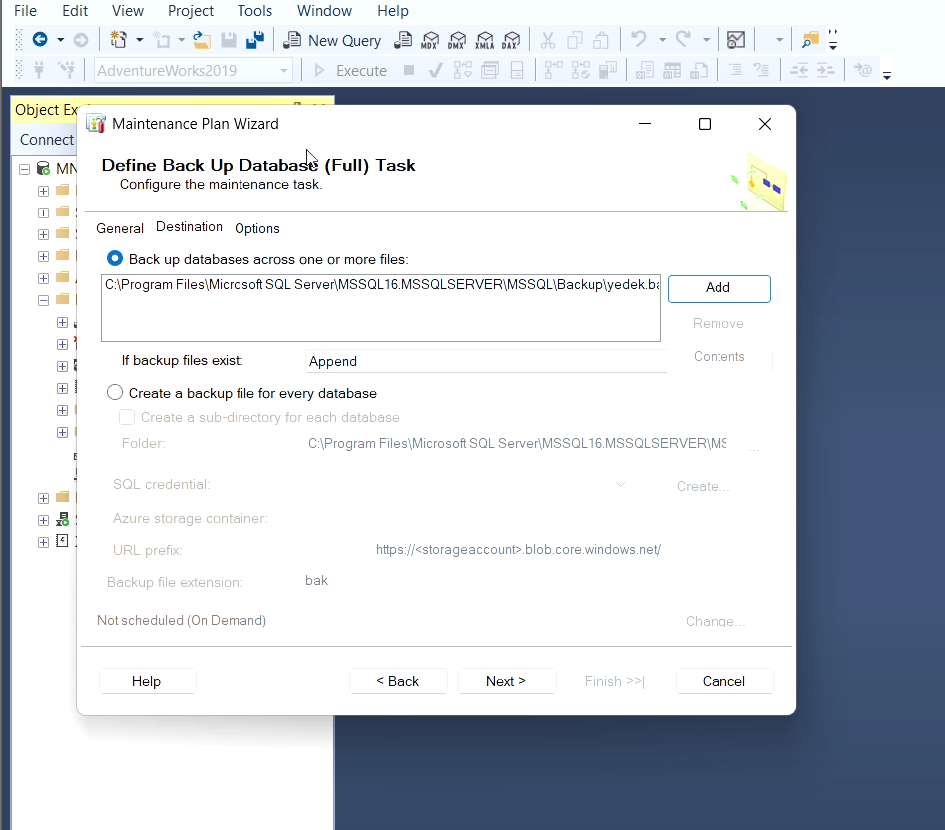 File Edit View Project Tools Window Help
New Query MDX DMX XMLA DAX
AdventureWorks2019 Execute
Object
Connect
Maintenance Plan Wizard
Define Back Up Database (Full) Task
Configure the maintenance task.
General Destination Options
Back up databases across one or more files:
C:\Program Files\Microsoft SQL Server\MSSQL16.MSSQLSERVER\MSSQL\Backup\yedek.ba
Add
Remove
If backup files exist: Append
Contents
Create a backup file for every database
Create a sub-directory for each database
Folder: C:\Program Files\Microsoft SQL Server\MSSQL16.MSSQLSERVER\MS ...
SQL credential: Create...
Azure storage container:
URL prefix: https://<storageaccount>.blob.core.windows.net/
Backup file extension: bak
Not scheduled (On Demand) Change...
Help < Back Next > Finish >>| Cancel